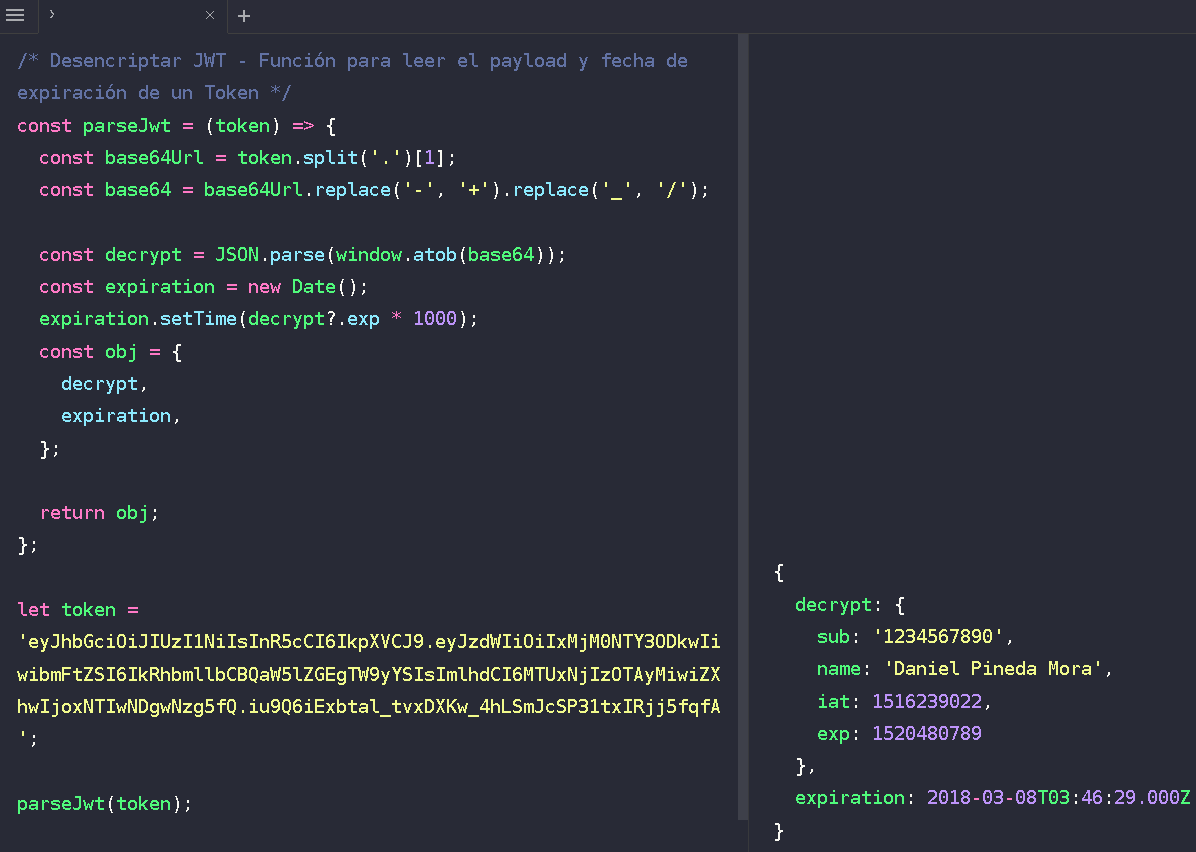 /* Desencriptar JWT - Función para leer el payload y fecha de
expiración de un Token */
const parseJwt = (token) => {
const base64Url = token.split('.')[1];
const base64 = base64Url.replace('-', '+').replace('_', '/');
const decrypt = JSON.parse(window.atob(base64));
const expiration = new Date();
expiration.setTime(decrypt?.exp * 1000);
const obj = {
decrypt,
expiration,
};
return obj;
};
let token =
'eyJhbGciOiJIUzI1NiIsInR5cCI6IkpXVCJ9.eyJzdWIiOiIxMjM0NTY3ODkwIi
wibmFtZSI6IkRhbmllbCBQaW5lZGEgTW9yYSIsImlhdCI6MTUxNjIzOTAyMiwiZX
hwIjoxNTIwNDgwNzg5fQ.iu9Q6iExbtal_tvxDXKw_4hLSmJcSP31txIRjj5fqfA
';
parseJwt(token);
{
decrypt: {
sub: '1234567890',
name: 'Daniel Pineda Mora',
iat: 1516239022,
exp: 1520480789
},
expiration: 2018-03-08T03:46:29.000Z
}